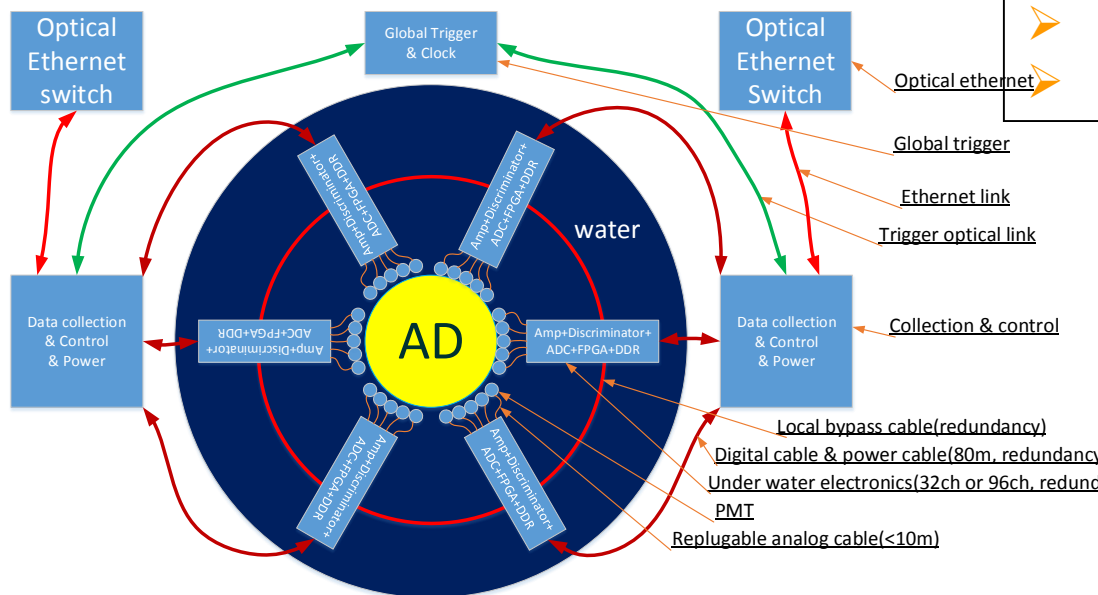 Optical
Ethernet
switch
Global Trigger
& Clock
Optical
Ethernet
Switch
Optical ethernet
Global trigger
Ethernet link
Trigger optical link
Collection & control
water
AD
Amp+Discriminator+
ADC+FPGA+DDR
Amp+Discriminator+
ADC+FPGA+DDR
Data collection
& Control
& Power
Amp+Discriminator+
ADC+FPGA+DDR
Amp+Discriminator+
ADC+FPGA+DDR
Data collection
& Control
& Power
Amp+Discriminator+
ADC+FPGA+DDR
Amp+Discriminator+
ADC+FPGA+DDR
Local bypass cable(redundancy)
Digital cable & power cable(80m, redundancy
Under water electronics(32ch or 96ch, redund
PMT
Replugable analog cable(<10m)